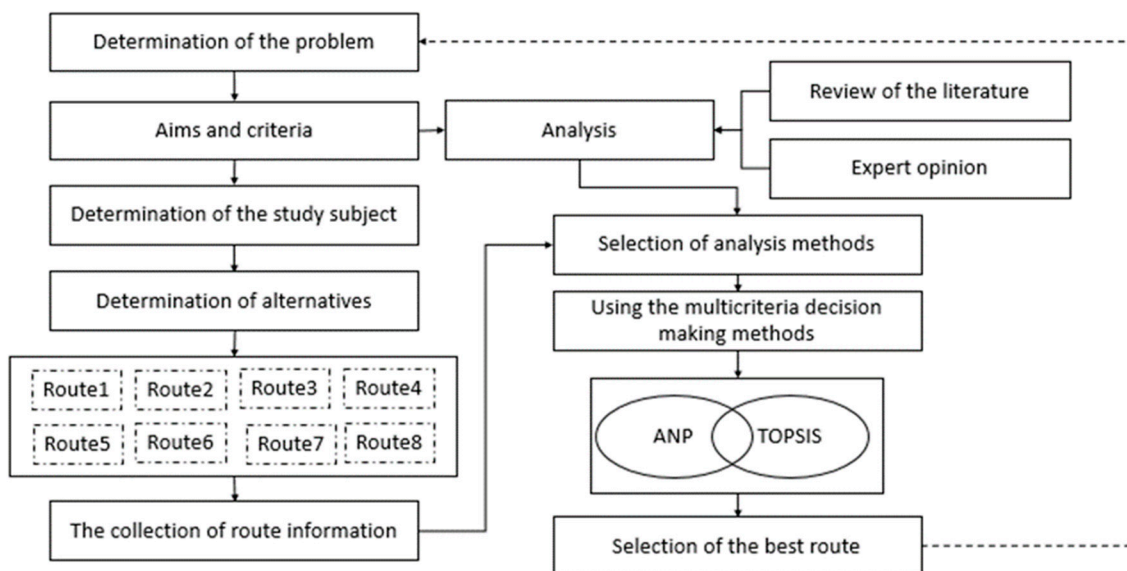 Determination of the problem
Aims and criteria
Determination of the study subject
Determination of alternatives
Route1 Route2 Route3 Route4
Route5 Route6 Route7 Route8
The collection of route information
Analysis
Review of the literature
Expert opinion
Selection of analysis methods
Using the multicriteria decision
making methods
ANP TOPSIS
Selection of the best route